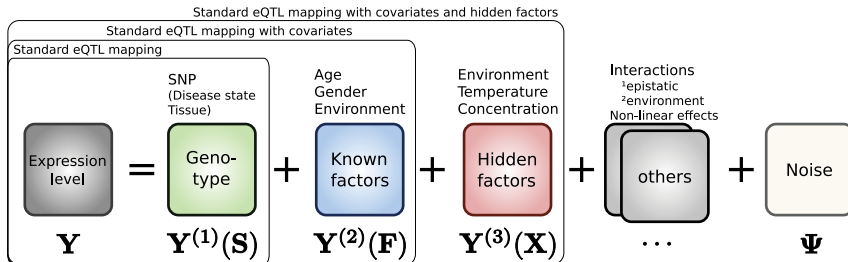 Standard eQTL mapping with covariates and hidden factors
Standard eQTL mapping with covariates
Standard eQTL mapping
SNP
(Disease state
Tissue)
Age
Gender
Environment
Environment
Temperature
Concentration
Interactions
¹epistatic
²environment
Non-linear effects
Expression
level
=
Geno-
type
+
Known
factors
+
Hidden
factors
+
others
+
Noise
Y
Y⁽¹⁾(S)
Y⁽²⁾(F)
Y⁽³⁾(X)
...
Ψ